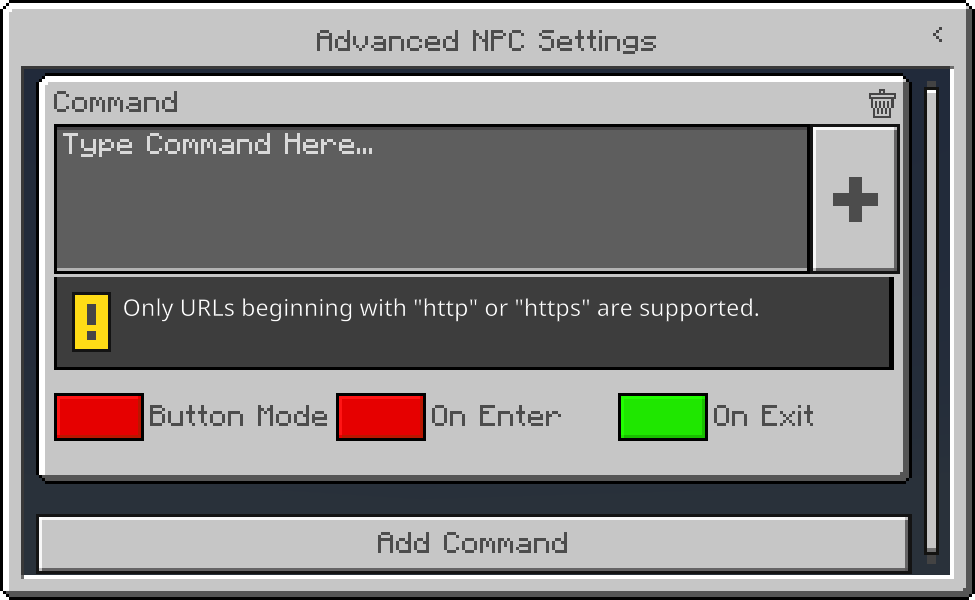 Advanced NPC Settings
Command
Type Command Here...
Only URLs beginning with "http" or "https" are supported.
Button Mode On Enter On Exit
Add Command